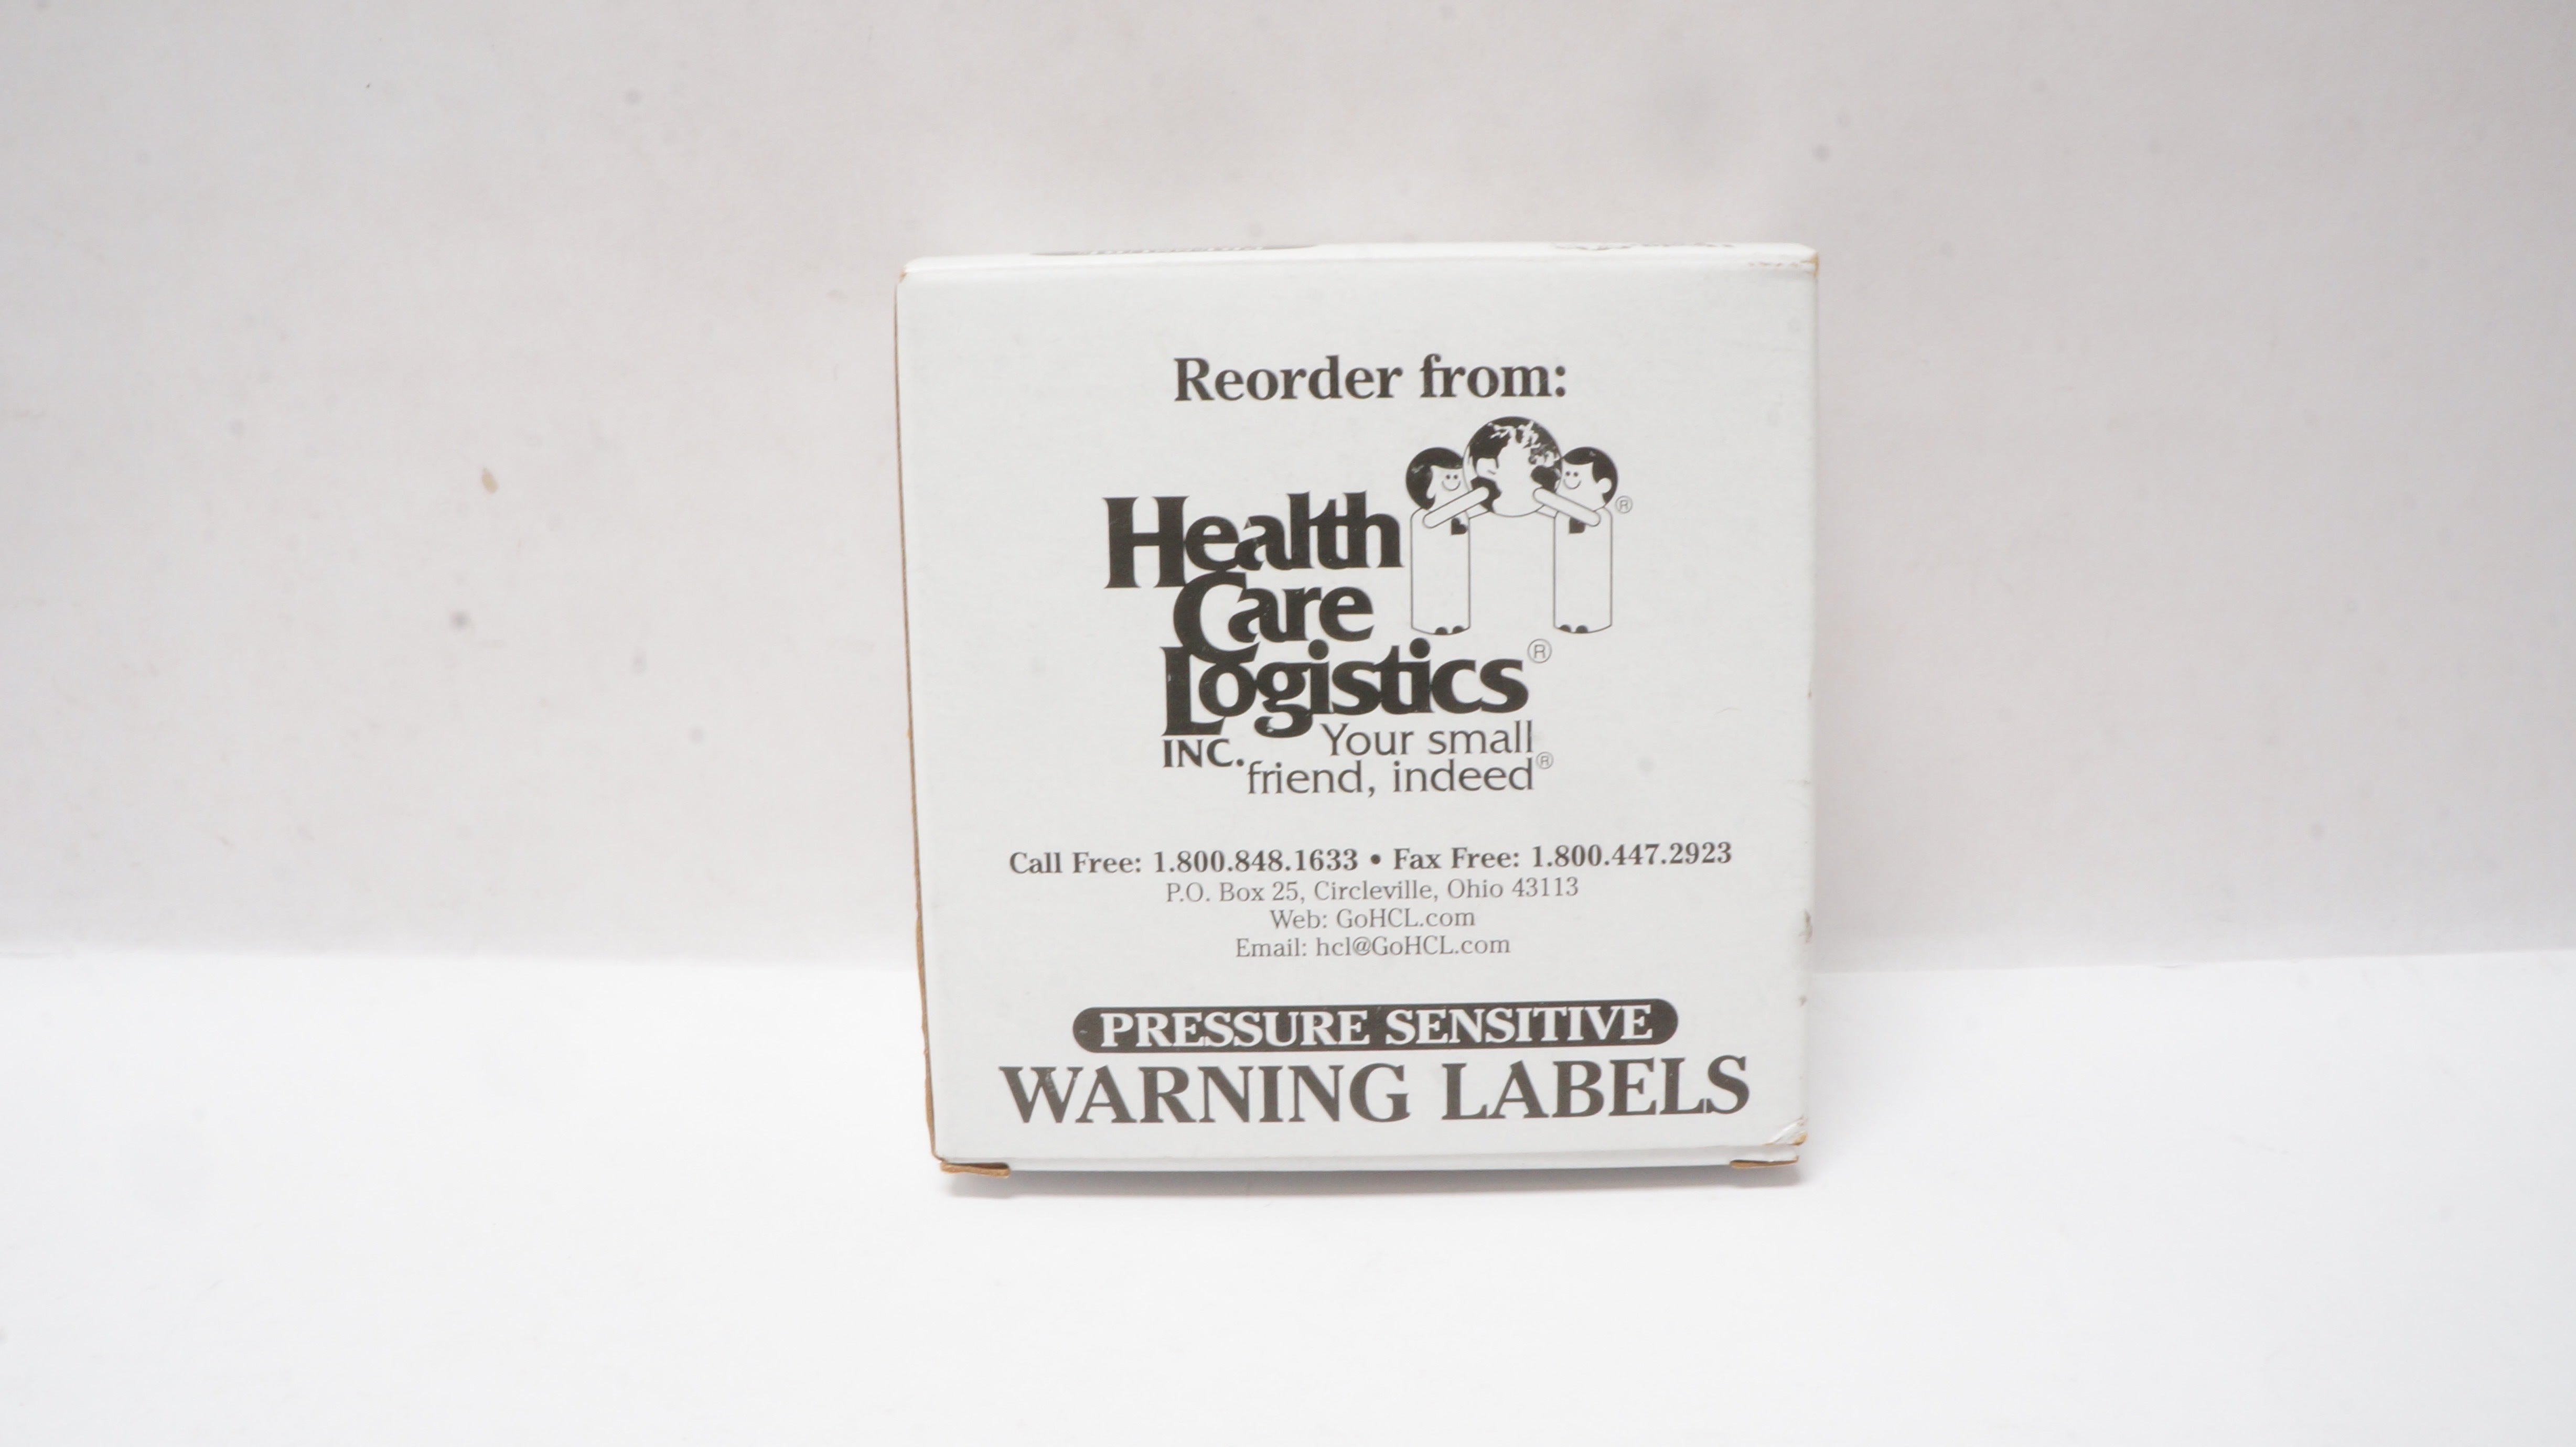 Reorder from:
Health
Care
Logistics®
INC. Your small
friend, indeed®
®
Call Free: 1.800.848.1633 • Fax Free: 1.800.447.2923
P.O. Box 25, Circleville, Ohio 43113
Web: GoHCL.com
Email: hcl@GoHCL.com
PRESSURE SENSITIVE
WARNING LABELS